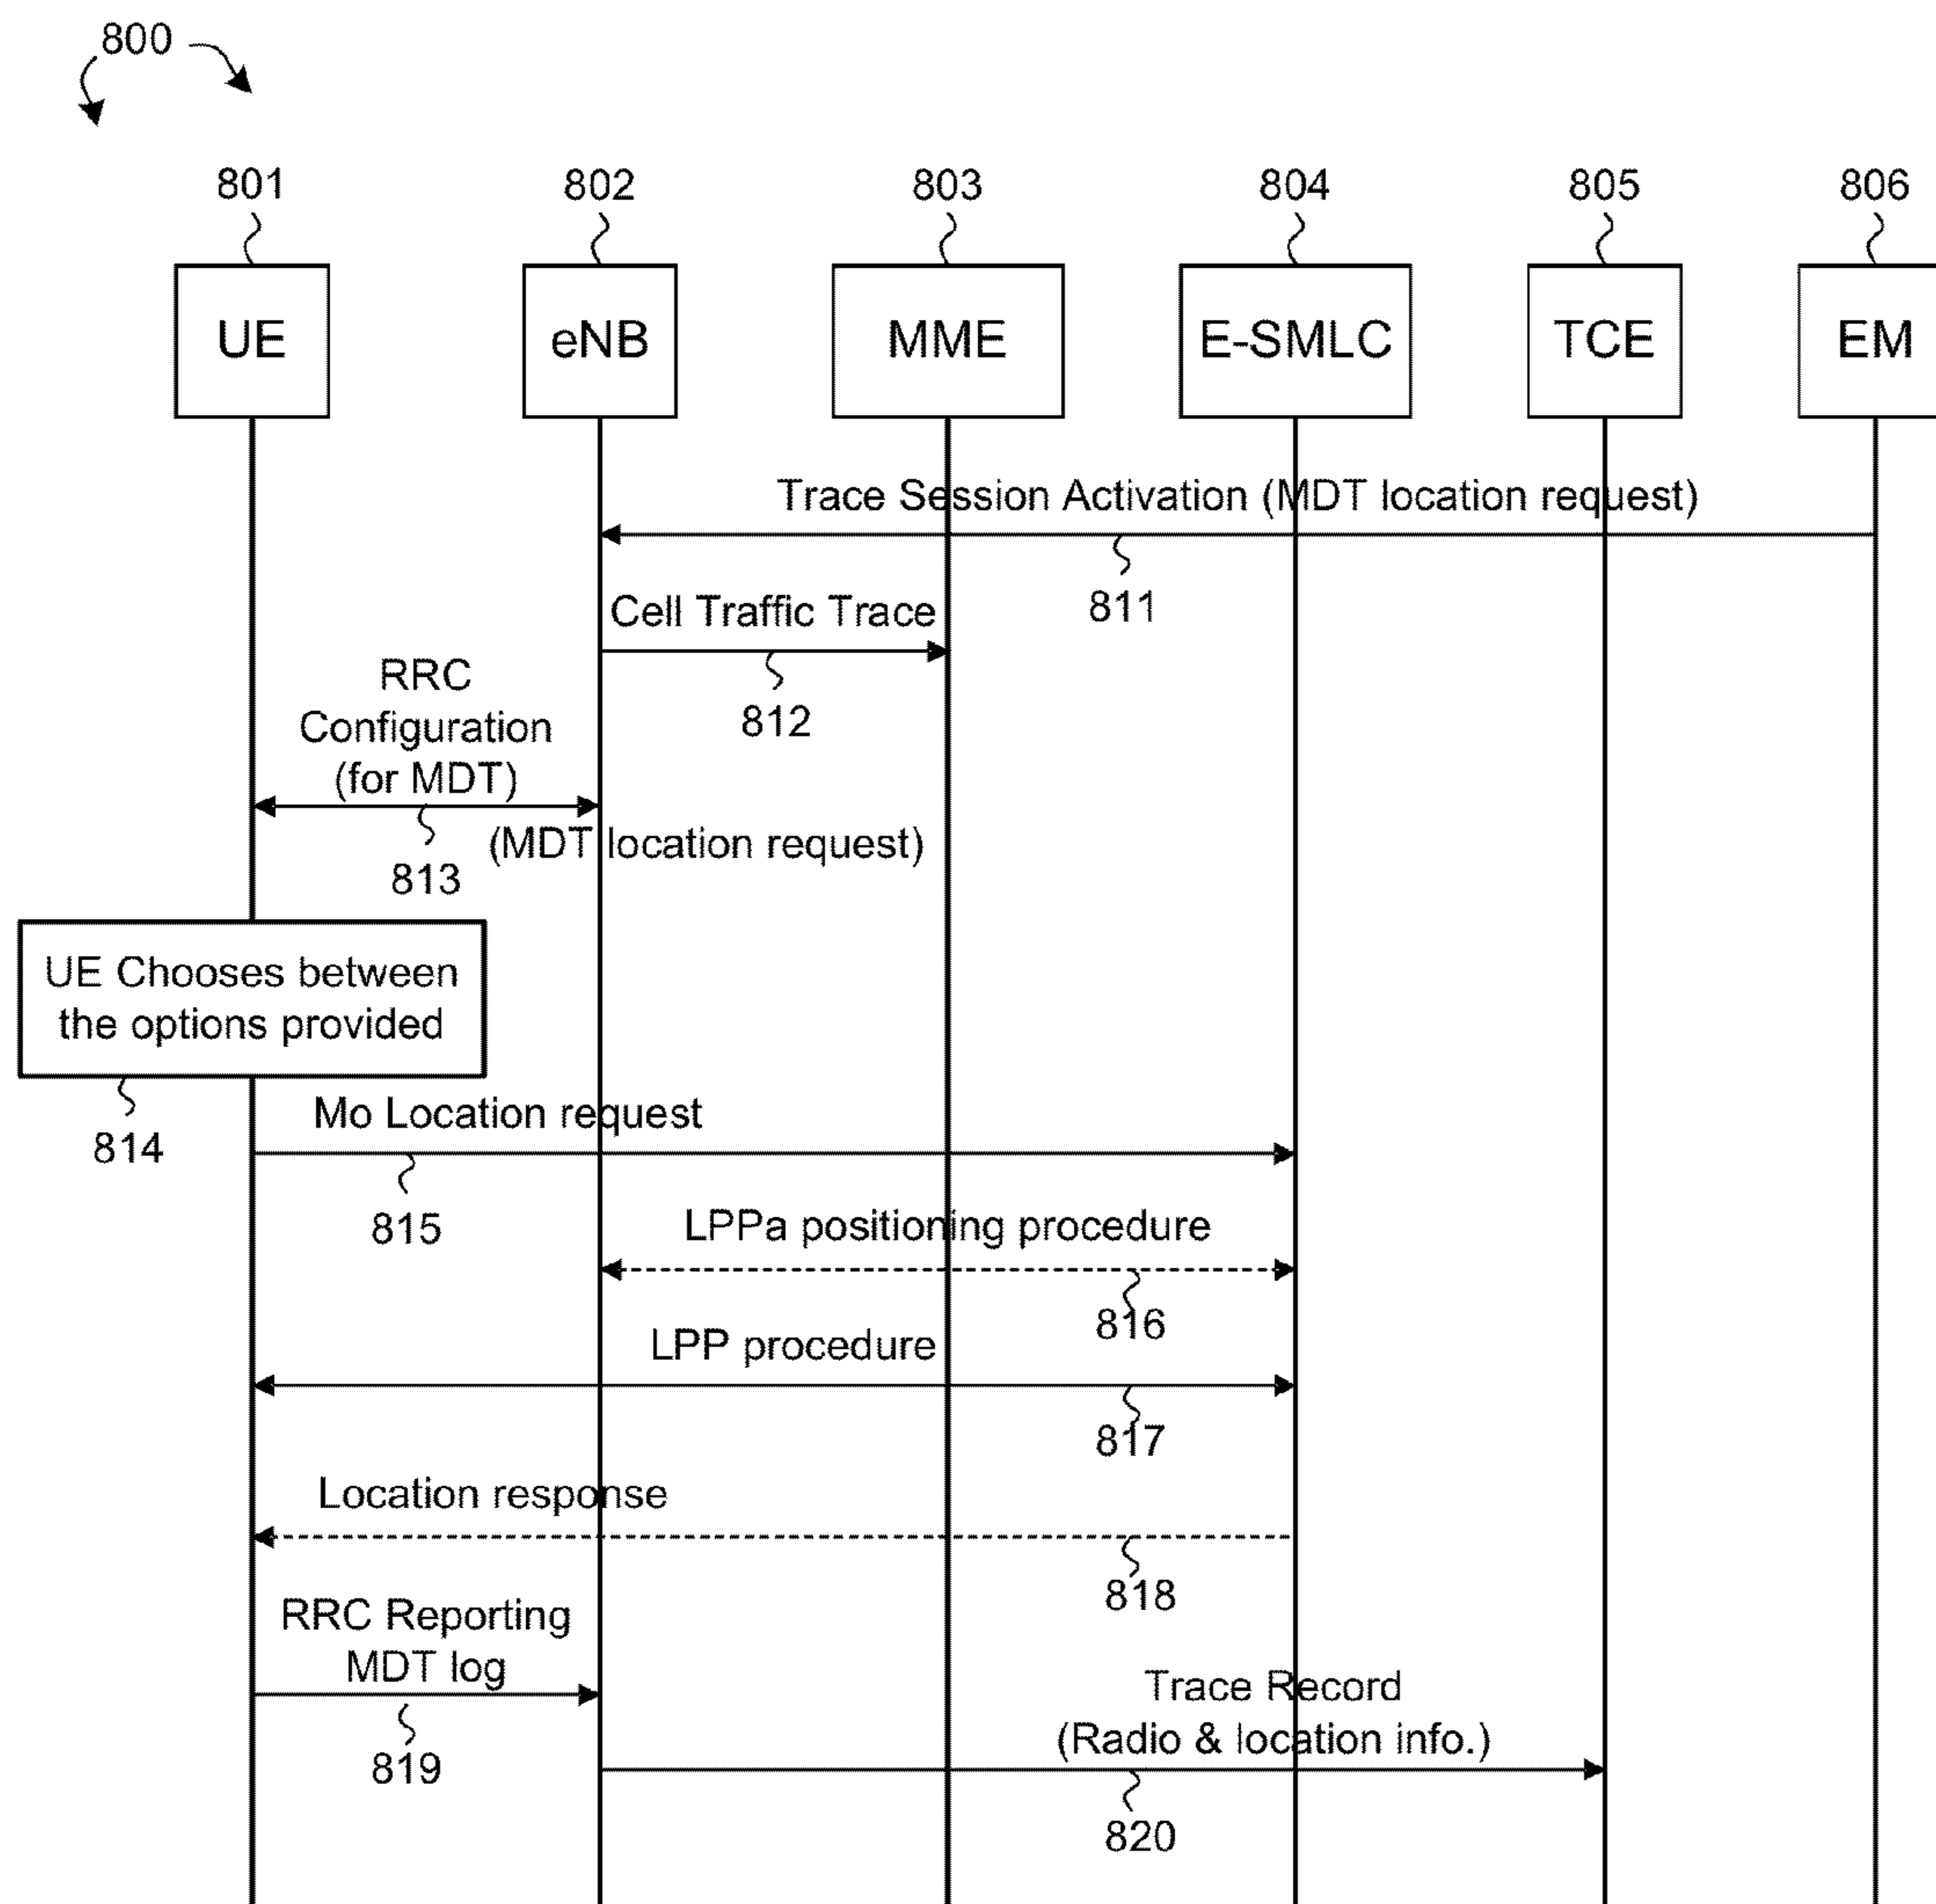 800
801
802
803
804
805
806
UE
eNB
MME
E-SMLC
TCE
EM
Trace Session Activation (MDT location request)
811
Cell Traffic Trace
812
RRC
Configuration
(for MDT)
(MDT location request)
813
UE Chooses between
the options provided
814
Mo Location request
815
LPPa positioning procedure
816
LPP procedure
817
Location response
818
RRC Reporting
MDT log
819
Trace Record
(Radio & location info.)
820